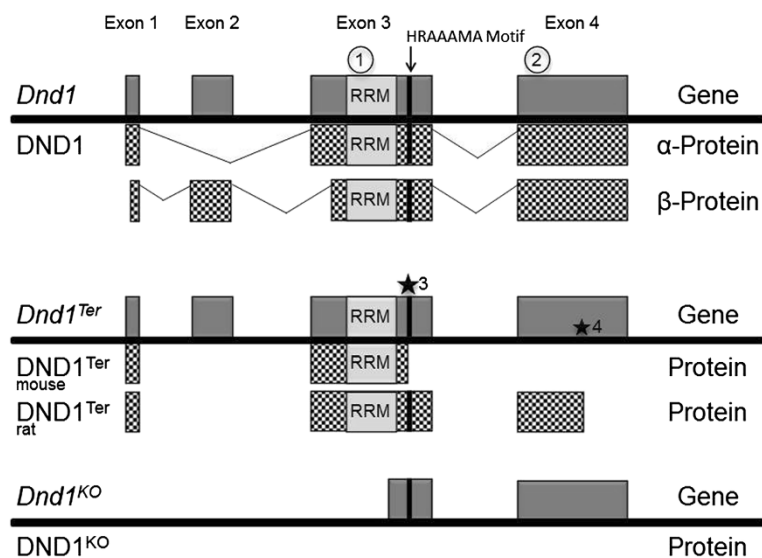 Exon 1 Exon 2 Exon 3 Exon 4
HRAAAMA Motif
1 2
Dnd1 RRM Gene
DND1 RRM α-Protein
RRM β-Protein
3
Dnd1Ter RRM 4 Gene
DND1Ter mouse RRM Protein
DND1Ter rat RRM Protein
Dnd1KO Gene
DND1KO Protein